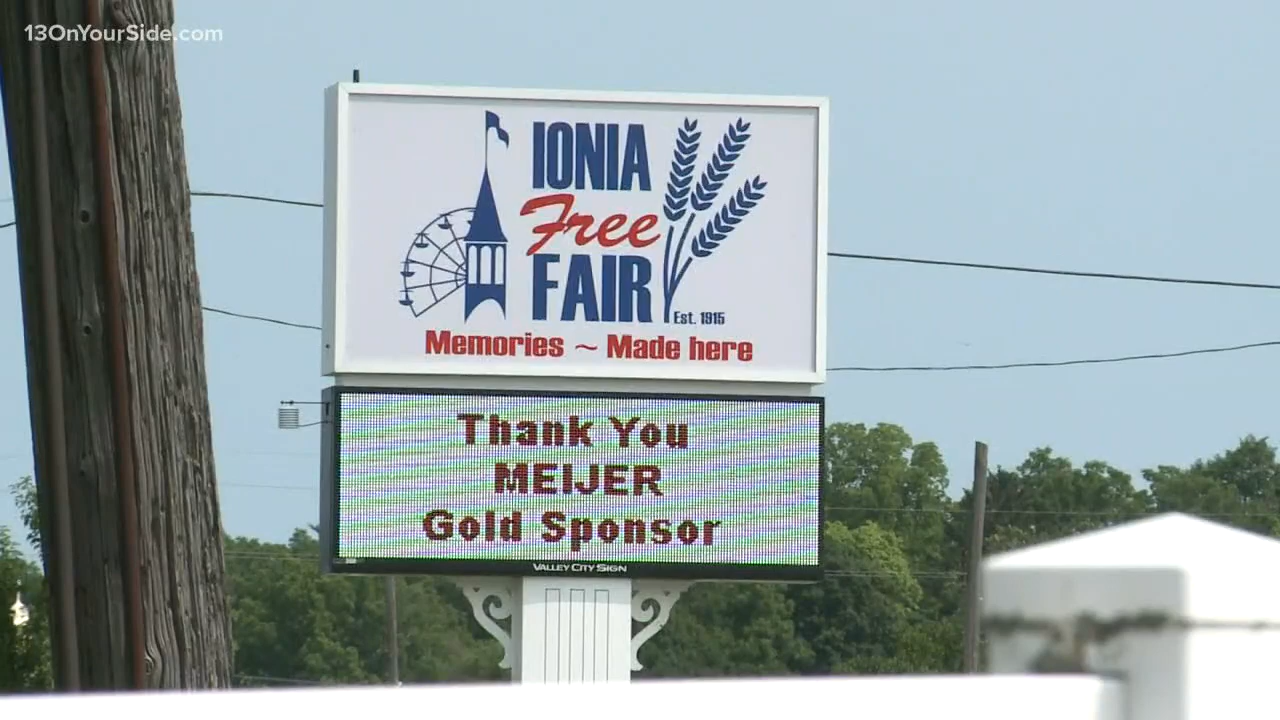 13OnYourSide.com
IONIA
Free
FAIR
Est. 1915
Memories ~ Made here
Thank You
MEIJER
Gold Sponsor
VALLEY CITY SIGN